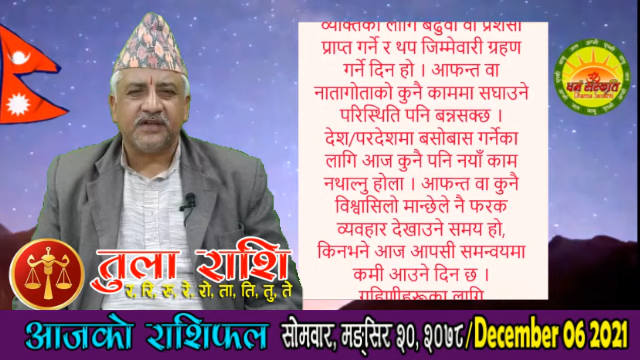 व्यक्तिको लागि बढुवा वा प्रशंसा
प्राप्त गर्ने र थप जिम्मेवारी ग्रहण
गर्ने दिन हो । आफन्त वा
नातागोताको कुनै काममा सघाउने
परिस्थिति पनि बन्नसक्छ ।
देश/परदेशमा बसोबास गर्नेका
लागि आज कुनै पनि नयाँ काम
नथाल्नु होला । आफन्त वा कुनै
विश्वासिलो मान्छेले नै फरक
व्यवहार देखाउने समय हो,
किनभने आज आपसी समन्वयमा
कमी आउने दिन छ ।
गृहिणीहरूका लागि
ॐ
धर्म संस्कृति
तुला राशि
र, रि, रू, रे, रो, ता, ति, तु, ते
आजको राशिफल सोमवार, मङ्सिर २०, २०७८/December 06 2021